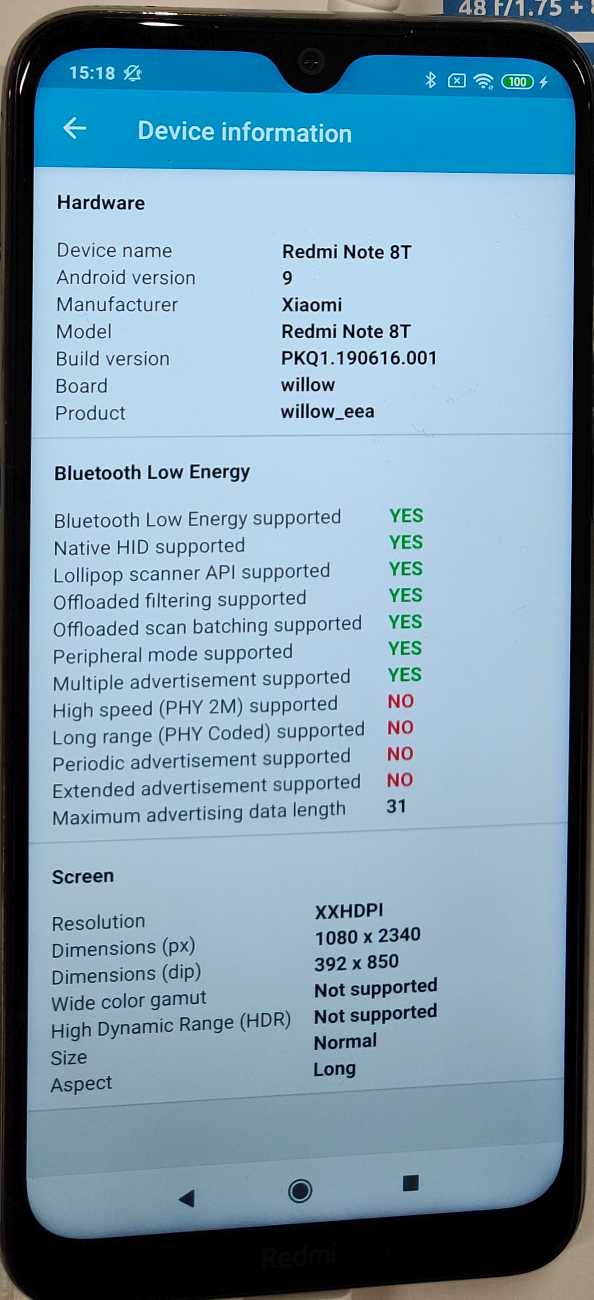 48 f/1.75 +
15:18 100
Device information
Hardware
Device name Redmi Note 8T
Android version 9
Manufacturer Xiaomi
Model Redmi Note 8T
Build version PKQ1.190616.001
Board willow
Product willow_eea
Bluetooth Low Energy
Bluetooth Low Energy supported YES
Native HID supported YES
Lollipop scanner API supported YES
Offloaded filtering supported YES
Offloaded scan batching supported YES
Peripheral mode supported YES
Multiple advertisement supported YES
High speed (PHY 2M) supported NO
Long range (PHY Coded) supported NO
Periodic advertisement supported NO
Extended advertisement supported NO
Maximum advertising data length 31
Screen
Resolution XXHDPI
Dimensions (px) 1080 x 2340
Dimensions (dip) 392 x 850
Wide color gamut Not supported
High Dynamic Range (HDR) Not supported
Size Normal
Aspect Long
Redmi